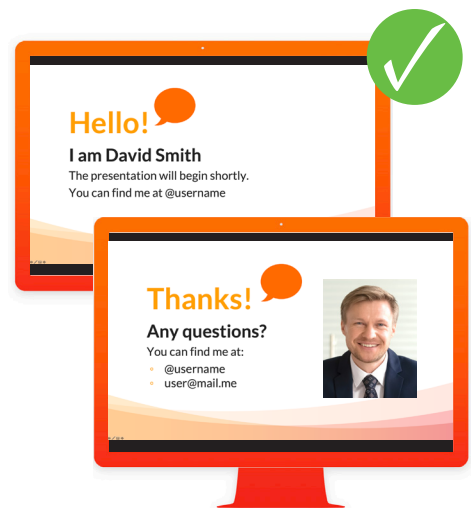 Hello!
I am David Smith
The presentation will begin shortly.
You can find me at @username
Thanks!
Any questions?
You can find me at:
@username
user@mail.me